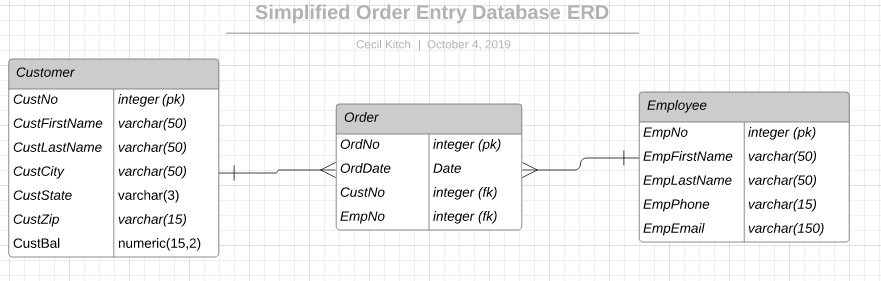 Simplified Order Entry Database ERD
Cecil Kitch | October 4, 2019
Customer
CustNo integer (pk)
CustFirstName varchar(50)
CustLastName varchar(50)
CustCity varchar(50)
CustState varchar(3)
CustZip varchar(15)
CustBal numeric(15,2)
Order
OrdNo integer (pk)
OrdDate Date
CustNo integer (fk)
EmpNo integer (fk)
Employee
EmpNo integer (pk)
EmpFirstName varchar(50)
EmpLastName varchar(50)
EmpPhone varchar(15)
EmpEmail varchar(150)